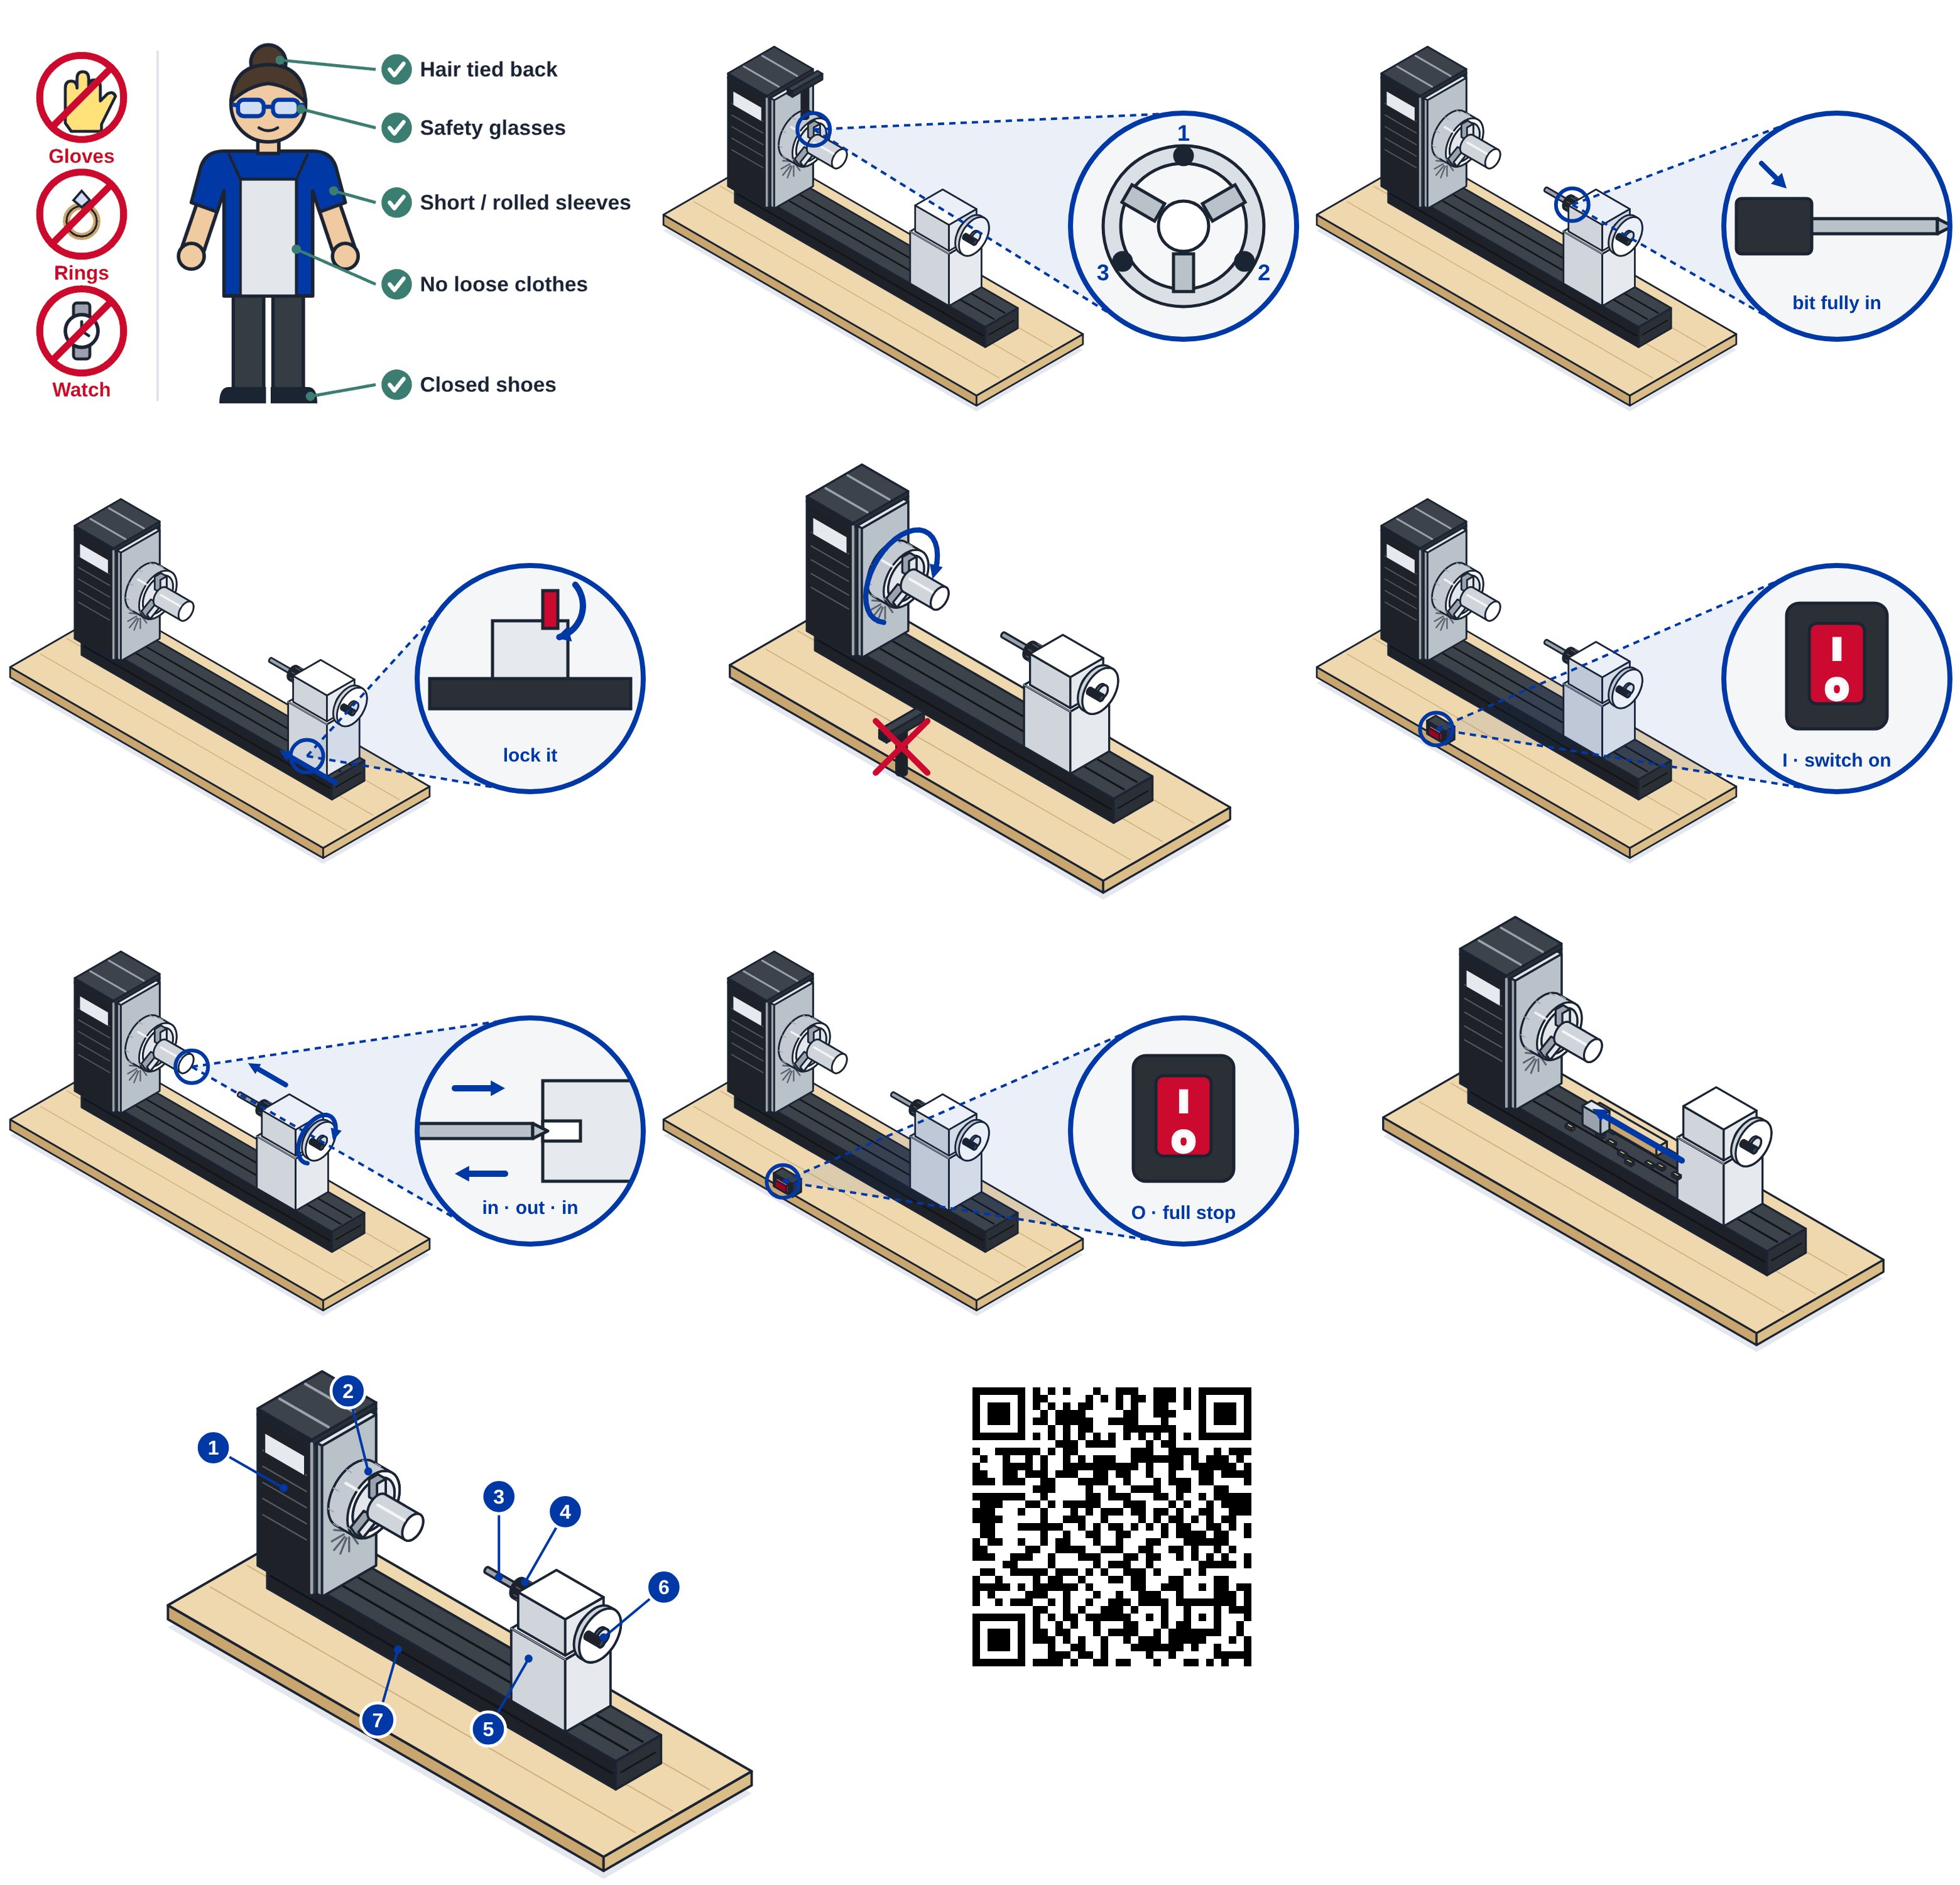 Hair tied back
Safety glasses
Short / rolled sleeves
No loose clothes
Closed shoes
Gloves
Rings
Watch
1
2
3
bit fully in
lock it
I
O
I · switch on
in · out · in
I
O
O · full stop
1
2
3
4
5
6
7